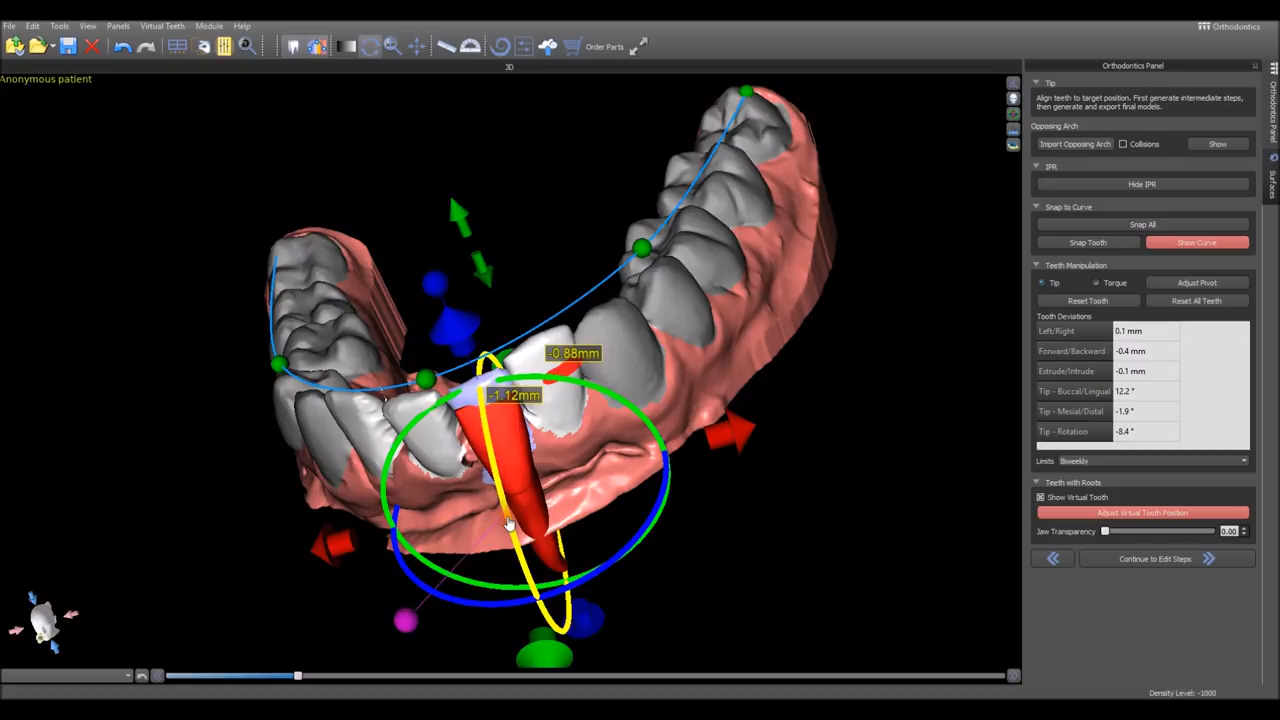 File Edit Tools View Panels Virtual Teeth Module Help
Orthodontics
Order Parts
3D
Orthodontics Panel
Anonymous patient
Tip
Align teeth to target position. First generate intermediate steps,
then generate and export final models.
Opposing Arch
Import Opposing Arch Collisions Show
IPR
Hide IPR
Snap to Curve
Snap All
Snap Tooth Show Curve
Teeth Manipulation
Tip Torque Adjust Pivot
Reset Tooth Reset All Teeth
Tooth Deviations
Left/Right 0.1 mm
Forward/Backward -0.4 mm
Extrude/Intrude -0.1 mm
Tip - Buccal/Lingual 12.2 °
Tip - Mesial/Distal -1.9 °
Tip - Rotation -8.4 °
Limits Biweekly
Teeth with Roots
Show Virtual Tooth
Adjust Virtual Tooth Position
Jaw Transparency 0.00
Continue to Edit Steps
Orthodontics Panel
Surfaces
-0.88mm
-1.12mm
Density Level: -1000